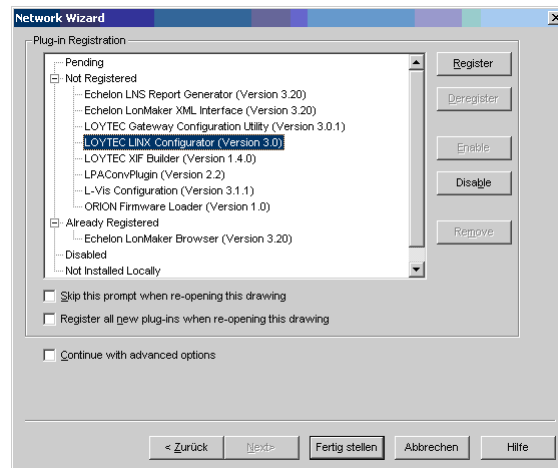 Network Wizard
Plug-in Registration
Pending
Not Registered
Echelon LNS Report Generator (Version 3.20)
Echelon LonMaker XML Interface (Version 3.20)
LOYTEC Gateway Configuration Utility (Version 3.0.1)
LOYTEC LINX Configurator (Version 3.0)
LOYTEC XIF Builder (Version 1.4.0)
LPAConvPlugin (Version 2.2)
L-Vis Configuration (Version 3.1.1)
ORION Firmware Loader (Version 1.0)
Already Registered
Echelon LonMaker Browser (Version 3.20)
Disabled
Not Installed Locally
Register
Deregister
Enable
Disable
Remove
Skip this prompt when re-opening this drawing
Register all new plug-ins when re-opening this drawing
Continue with advanced options
< Zurück
Next>
Fertig stellen
Abbrechen
Hilfe